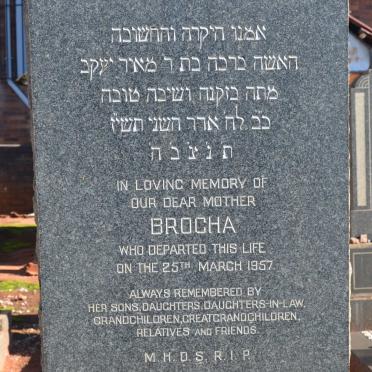 אמנו היקרה והחשובה
האשה ברכה בת ר מאיר יעקב
מתה בזקנה ושיבה טובה
כ״ב לח אדר השני תשי״ז
ת נ צ ב ה
IN LOVING MEMORY OF
OUR DEAR MOTHER
BROCHA
WHO DEPARTED THIS LIFE
ON THE 25TH MARCH 1957.
ALWAYS REMEMBERED BY
HER SONS, DAUGHTERS, DAUGHTERS-IN-LAW,
GRANDCHILDREN, GREATGRANDCHILDREN,
RELATIVES AND FRIENDS.
M.H.D.S.R.I.P.